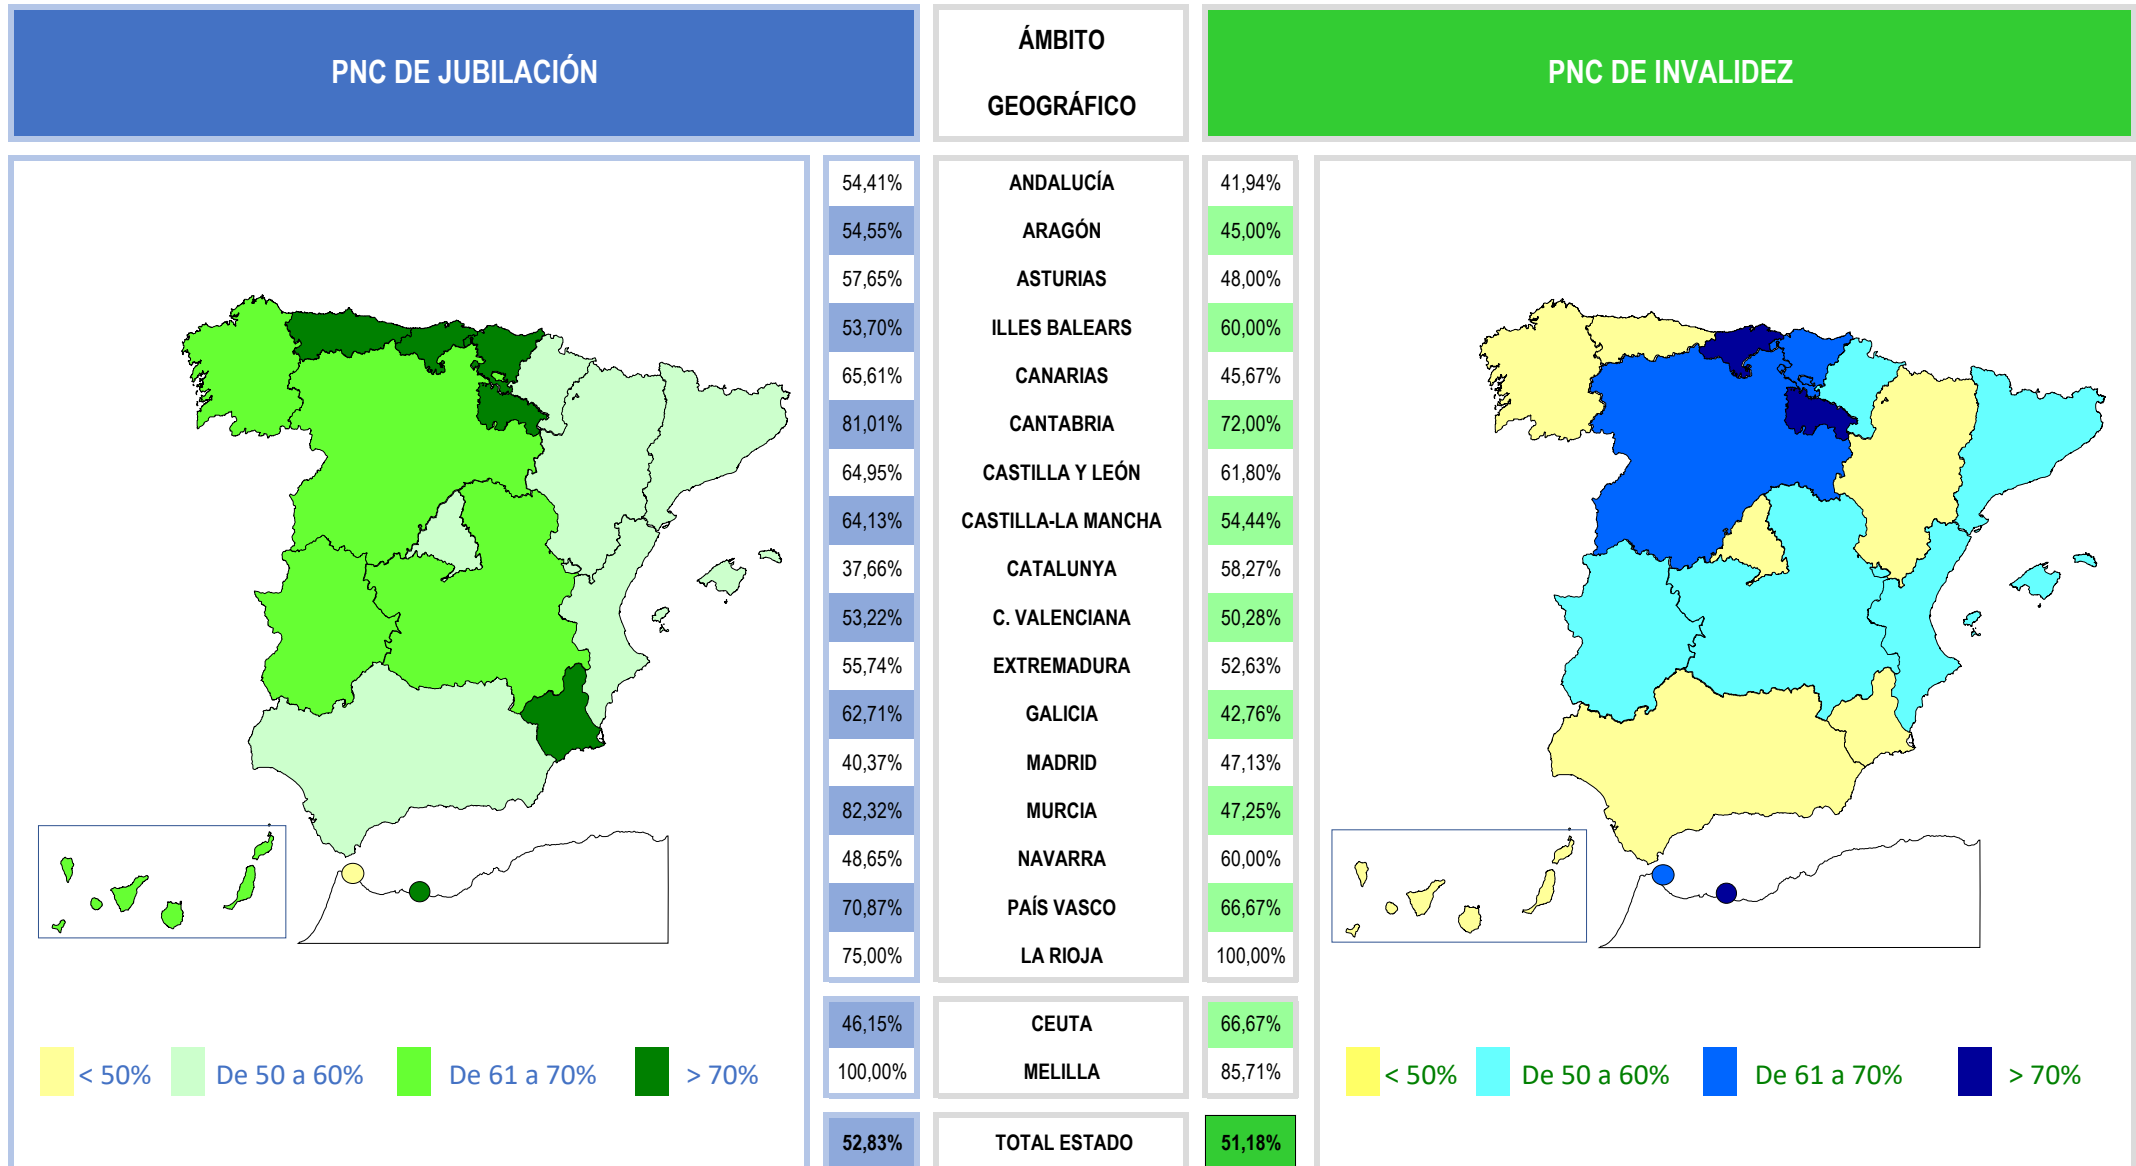 PNC DE JUBILACIÓN
ÁMBITO
GEOGRÁFICO
PNC DE INVALIDEZ
54,41% ANDALUCÍA 41,94%
54,55% ARAGÓN 45,00%
57,65% ASTURIAS 48,00%
53,70% ILLES BALEARS 60,00%
65,61% CANARIAS 45,67%
81,01% CANTABRIA 72,00%
64,95% CASTILLA Y LEÓN 61,80%
64,13% CASTILLA-LA MANCHA 54,44%
37,66% CATALUNYA 58,27%
53,22% C. VALENCIANA 50,28%
55,74% EXTREMADURA 52,63%
62,71% GALICIA 42,76%
40,37% MADRID 47,13%
82,32% MURCIA 47,25%
48,65% NAVARRA 60,00%
70,87% PAÍS VASCO 66,67%
75,00% LA RIOJA 100,00%
46,15% CEUTA 66,67%
100,00% MELILLA 85,71%
52,83% TOTAL ESTADO 51,18%
< 50% De 50 a 60% De 61 a 70% > 70%
< 50% De 50 a 60% De 61 a 70% > 70%